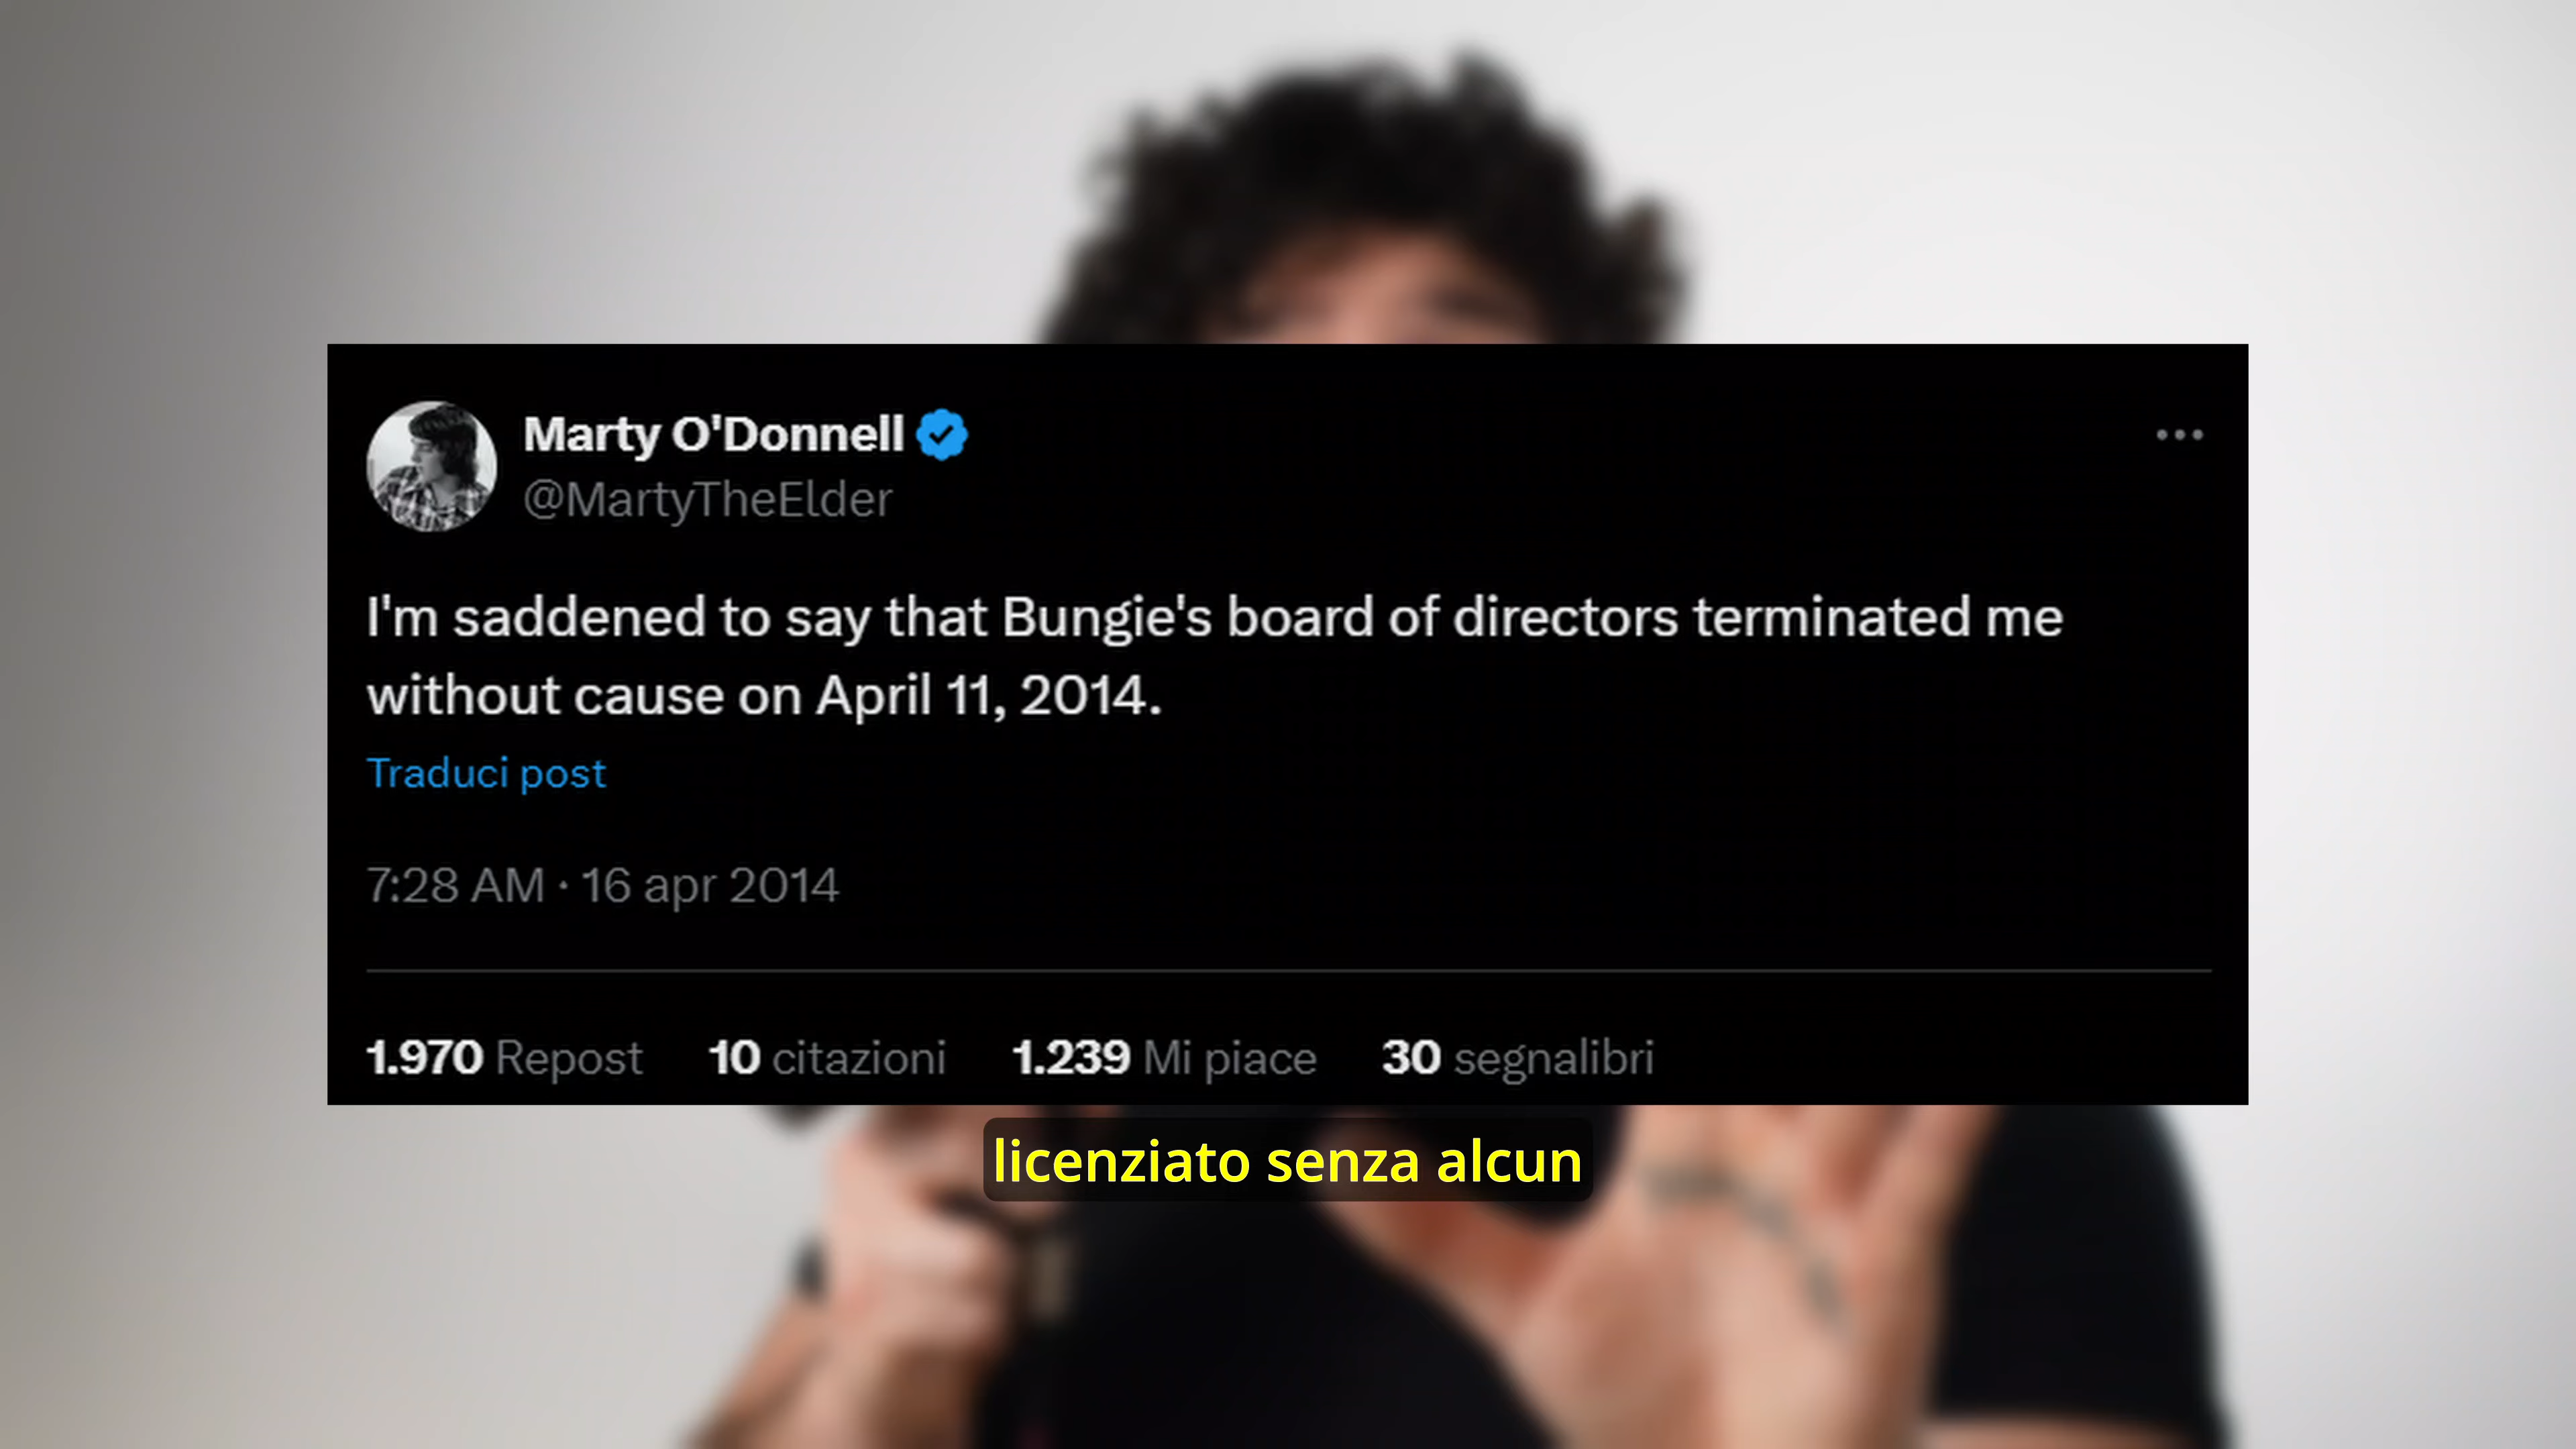 Marty O'Donnell
@MartyTheElder
I'm saddened to say that Bungie's board of directors terminated me
without cause on April 11, 2014.
Traduci post
7:28 AM · 16 apr 2014
1.970 Repost 10 citazioni 1.239 Mi piace 30 segnalibri
licenziato senza alcun